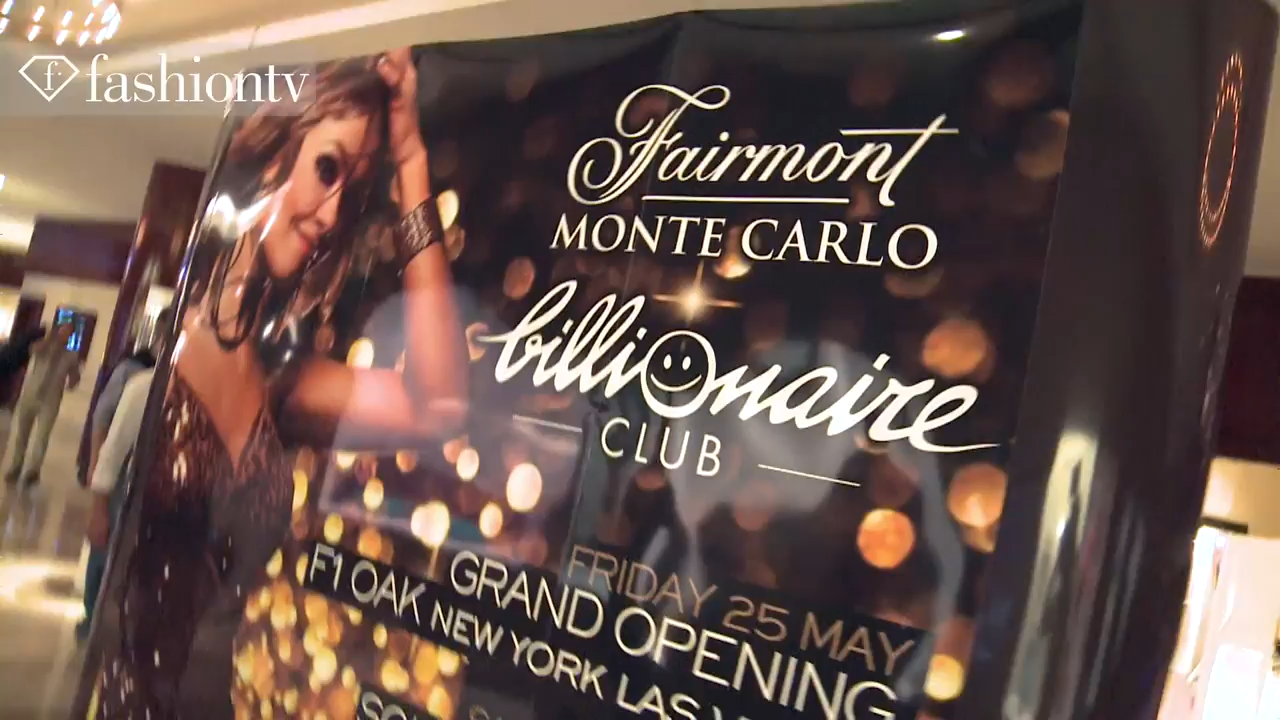 fashiontv
Fairmont
MONTE CARLO
billionaire
CLUB
FRIDAY 25 MAY
GRAND OPENING
F1 OAK NEW YORK LAS